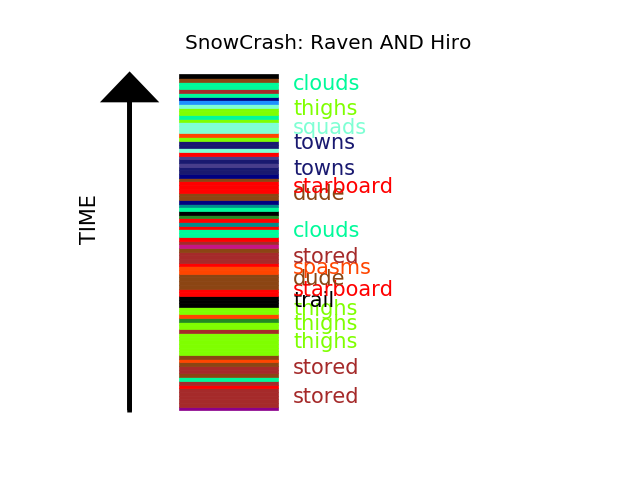 SnowCrash: Raven AND Hiro
TIME
clouds
thighs
squads
towns
towns
starboard
dude
clouds
stored
spasms
dude
starboard
trail
thighs
thighs
thighs
stored
stored